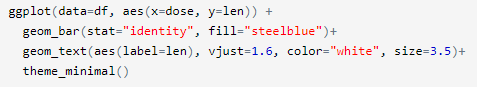 ggplot(data=df, aes(x=dose, y=len)) +
  geom_bar(stat="identity", fill="steelblue")+
  geom_text(aes(label=len), vjust=1.6, color="white", size=3.5)+
  theme_minimal()